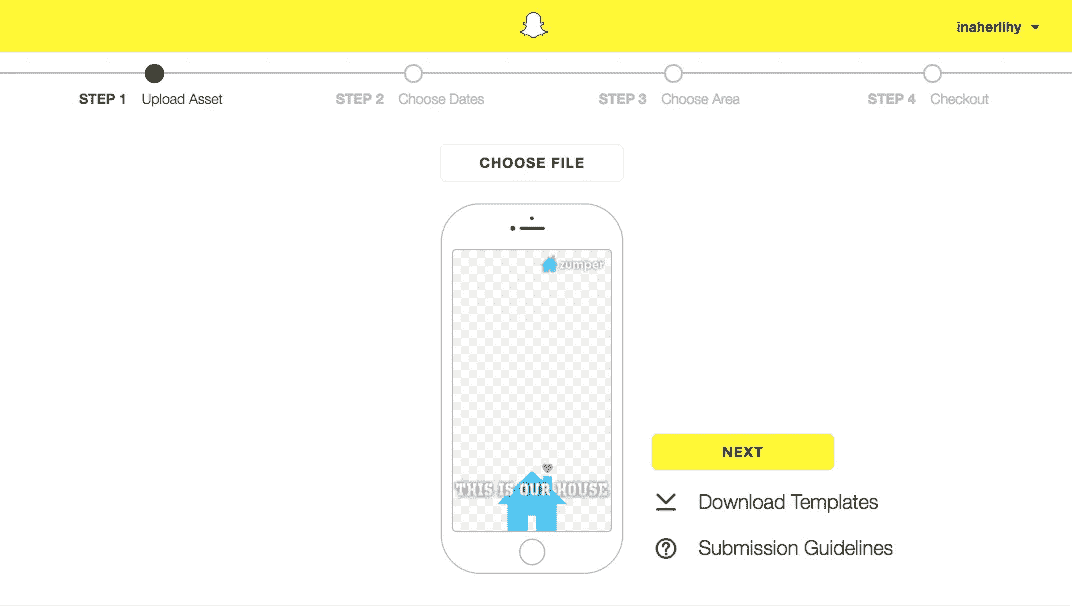 inaherlihy
STEP 1 Upload Asset
STEP 2 Choose Dates
STEP 3 Choose Area
STEP 4 Checkout
CHOOSE FILE
zumper
THIS IS OUR HOUSE
NEXT
Download Templates
Submission Guidelines